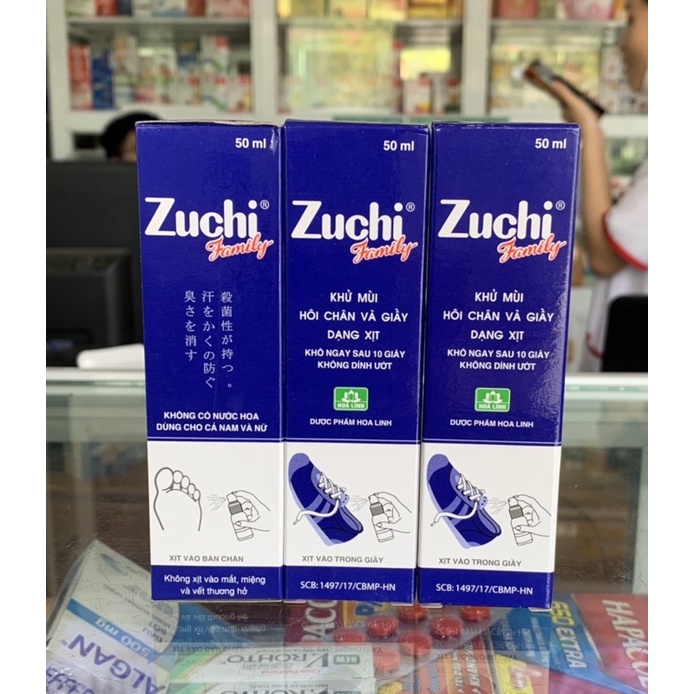 50 ml
Zuchi®
Family
殺菌性が持つ。
汗をかくの防ぐ
臭さを消す
KHÔNG CÓ NƯỚC HOA
DÙNG CHO CẢ NAM VÀ NỮ
XỊT VÀO BÀN CHÂN
Không xịt vào mắt, miệng
và vết thương hở
50 ml
Zuchi®
Family
KHỬ MÙI
HÔI CHÂN VÀ GIẦY
DẠNG XỊT
KHÔ NGAY SAU 10 GIÂY
KHÔNG DÍNH ƯỚT
HOA LINH
DƯỢC PHẨM HOA LINH
XỊT VÀO TRONG GIẦY
SCB: 1497/17/CBMP-HN
50 ml
Zuchi®
Family
KHỬ MÙI
HÔI CHÂN VÀ GIẦY
DẠNG XỊT
KHÔ NGAY SAU 10 GIÂY
KHÔNG DÍNH ƯỚT
HOA LINH
DƯỢC PHẨM HOA LINH
XỊT VÀO TRONG GIẦY
SCB: 1497/17/CBMP-HN
500 mg
V.ROHTO
NEW
650 EXTRA
HAPACOL